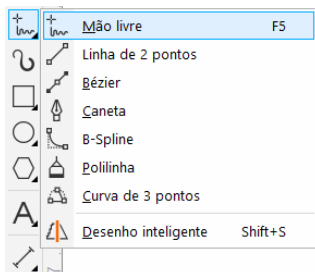 Mão livre F5
Linha de 2 pontos
Bézier
Caneta
B-Spline
Polilinha
Curva de 3 pontos
Desenho inteligente Shift+S